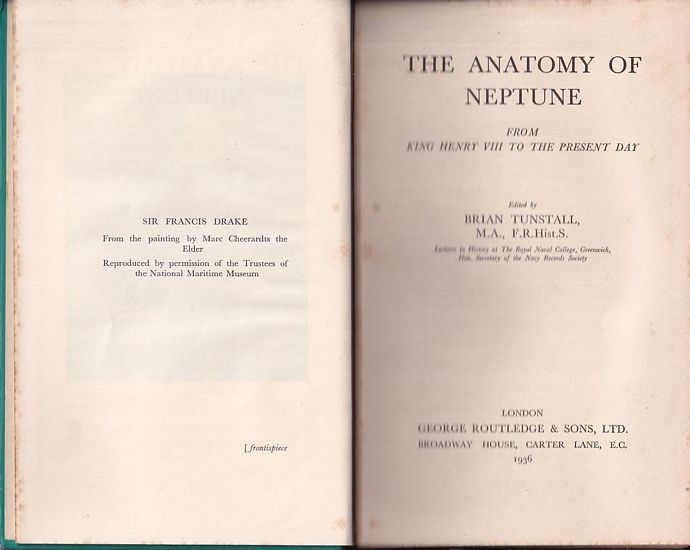 SIR FRANCIS DRAKE
From the painting by Marc Cheerardts the
Elder
Reproduced by permission of the Trustees of
the National Maritime Museum
[frontispiece
THE ANATOMY OF
NEPTUNE
FROM
KING HENRY VIII TO THE PRESENT DAY
Edited by
BRIAN TUNSTALL,
M.A., F.R.Hist.S.
Lecturer in History at The Royal Naval College, Greenwich,
Hon. Secretary of the Navy Records Society
LONDON
GEORGE ROUTLEDGE & SONS, LTD.
BROADWAY HOUSE, CARTER LANE, E.C.
1936